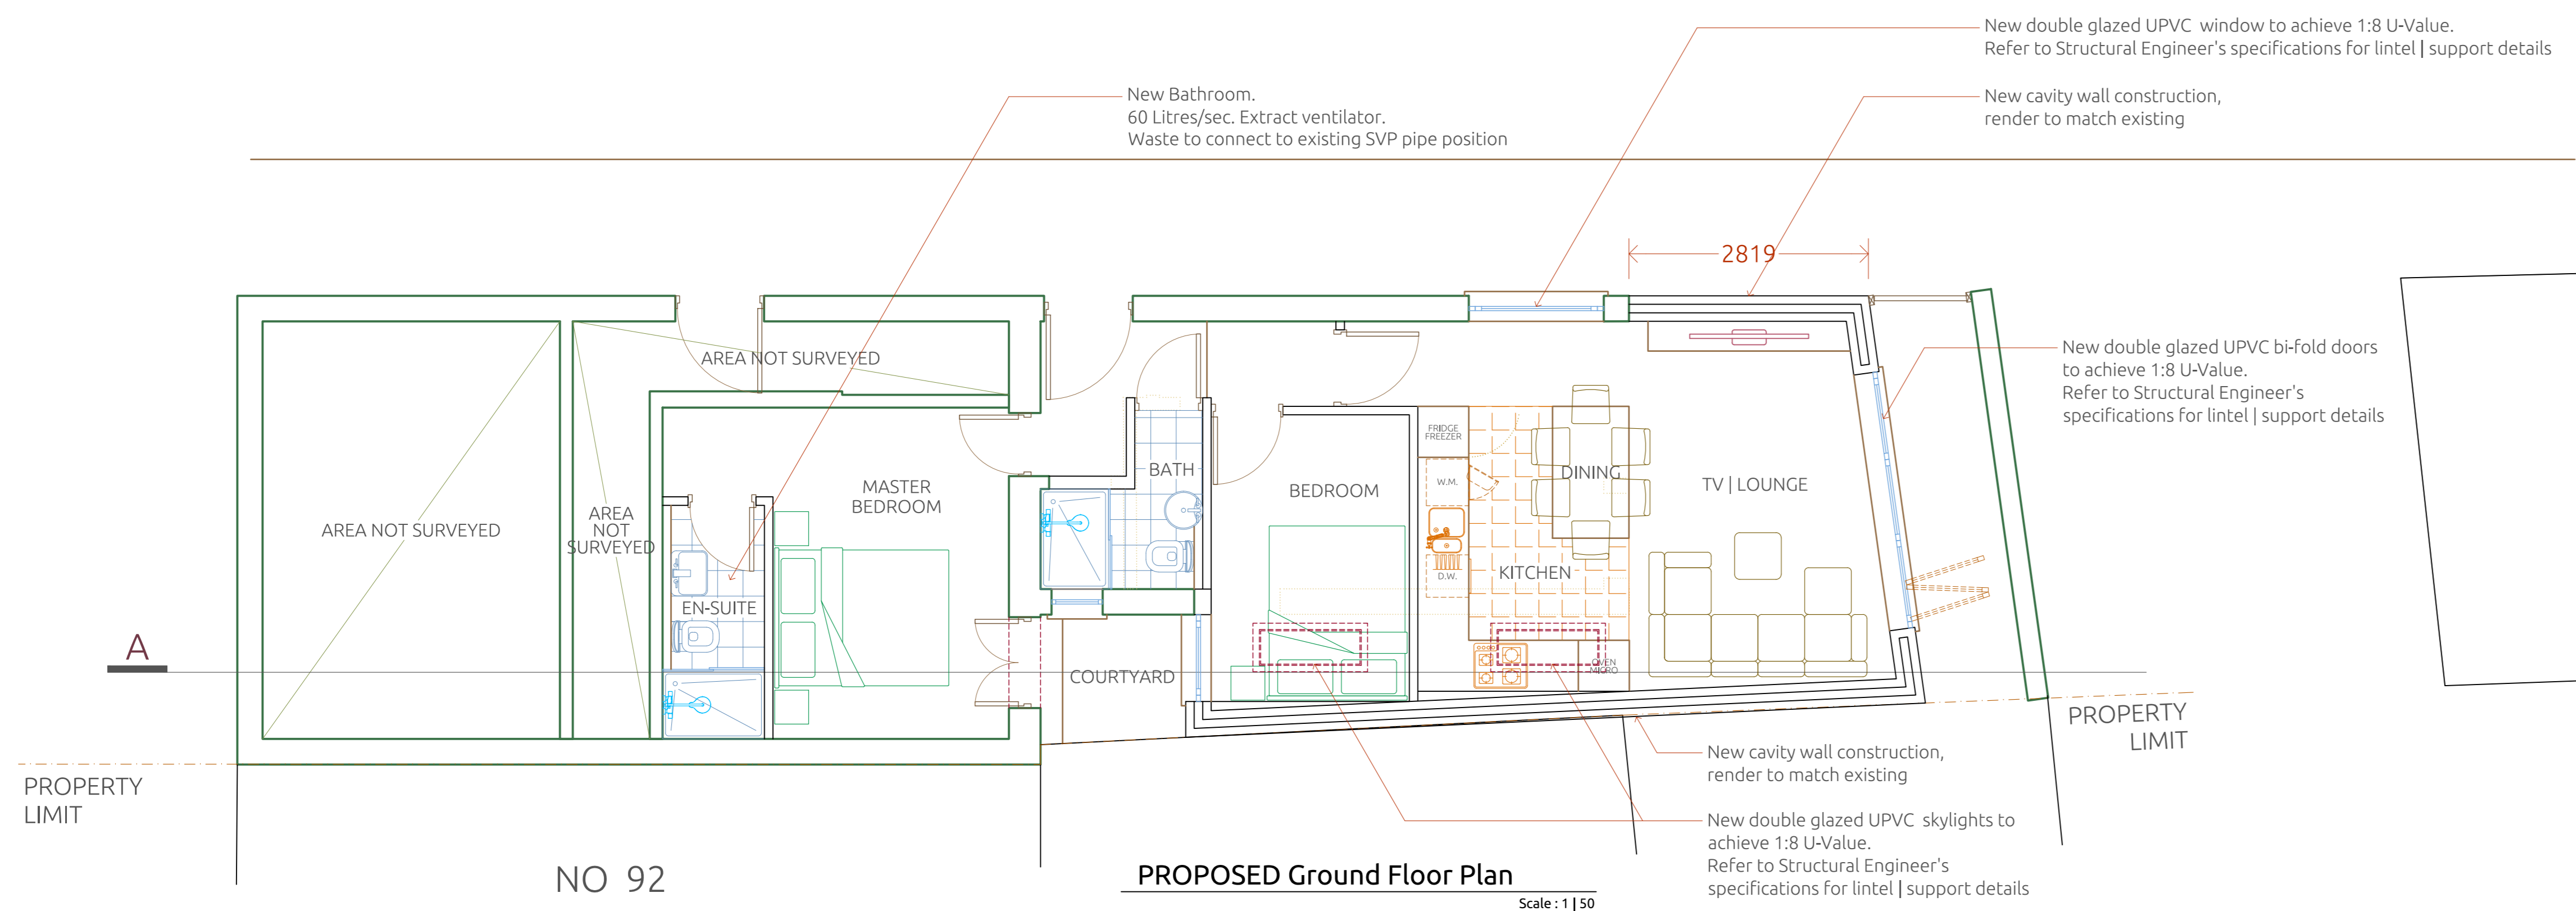 New double glazed UPVC window to achieve 1:8 U-Value.
Refer to Structural Engineer's specifications for lintel | support details
New Bathroom.
60 Litres/sec. Extract ventilator.
Waste to connect to existing SVP pipe position
New cavity wall construction,
render to match existing
2819
New double glazed UPVC bi-fold doors
to achieve 1:8 U-Value.
Refer to Structural Engineer's
specifications for lintel | support details
AREA NOT SURVEYED
AREA NOT SURVEYED
AREA
NOT
SURVEYED
MASTER
BEDROOM
EN-SUITE
BATH
BEDROOM
FRIDGE
FREEZER
W.M.
D.W.
DINING
KITCHEN
TV | LOUNGE
OVEN
MICRO
COURTYARD
A
PROPERTY
LIMIT
PROPERTY
LIMIT
New cavity wall construction,
render to match existing
New double glazed UPVC skylights to
achieve 1:8 U-Value.
Refer to Structural Engineer's
specifications for lintel | support details
NO 92
PROPOSED Ground Floor Plan
Scale : 1 | 50